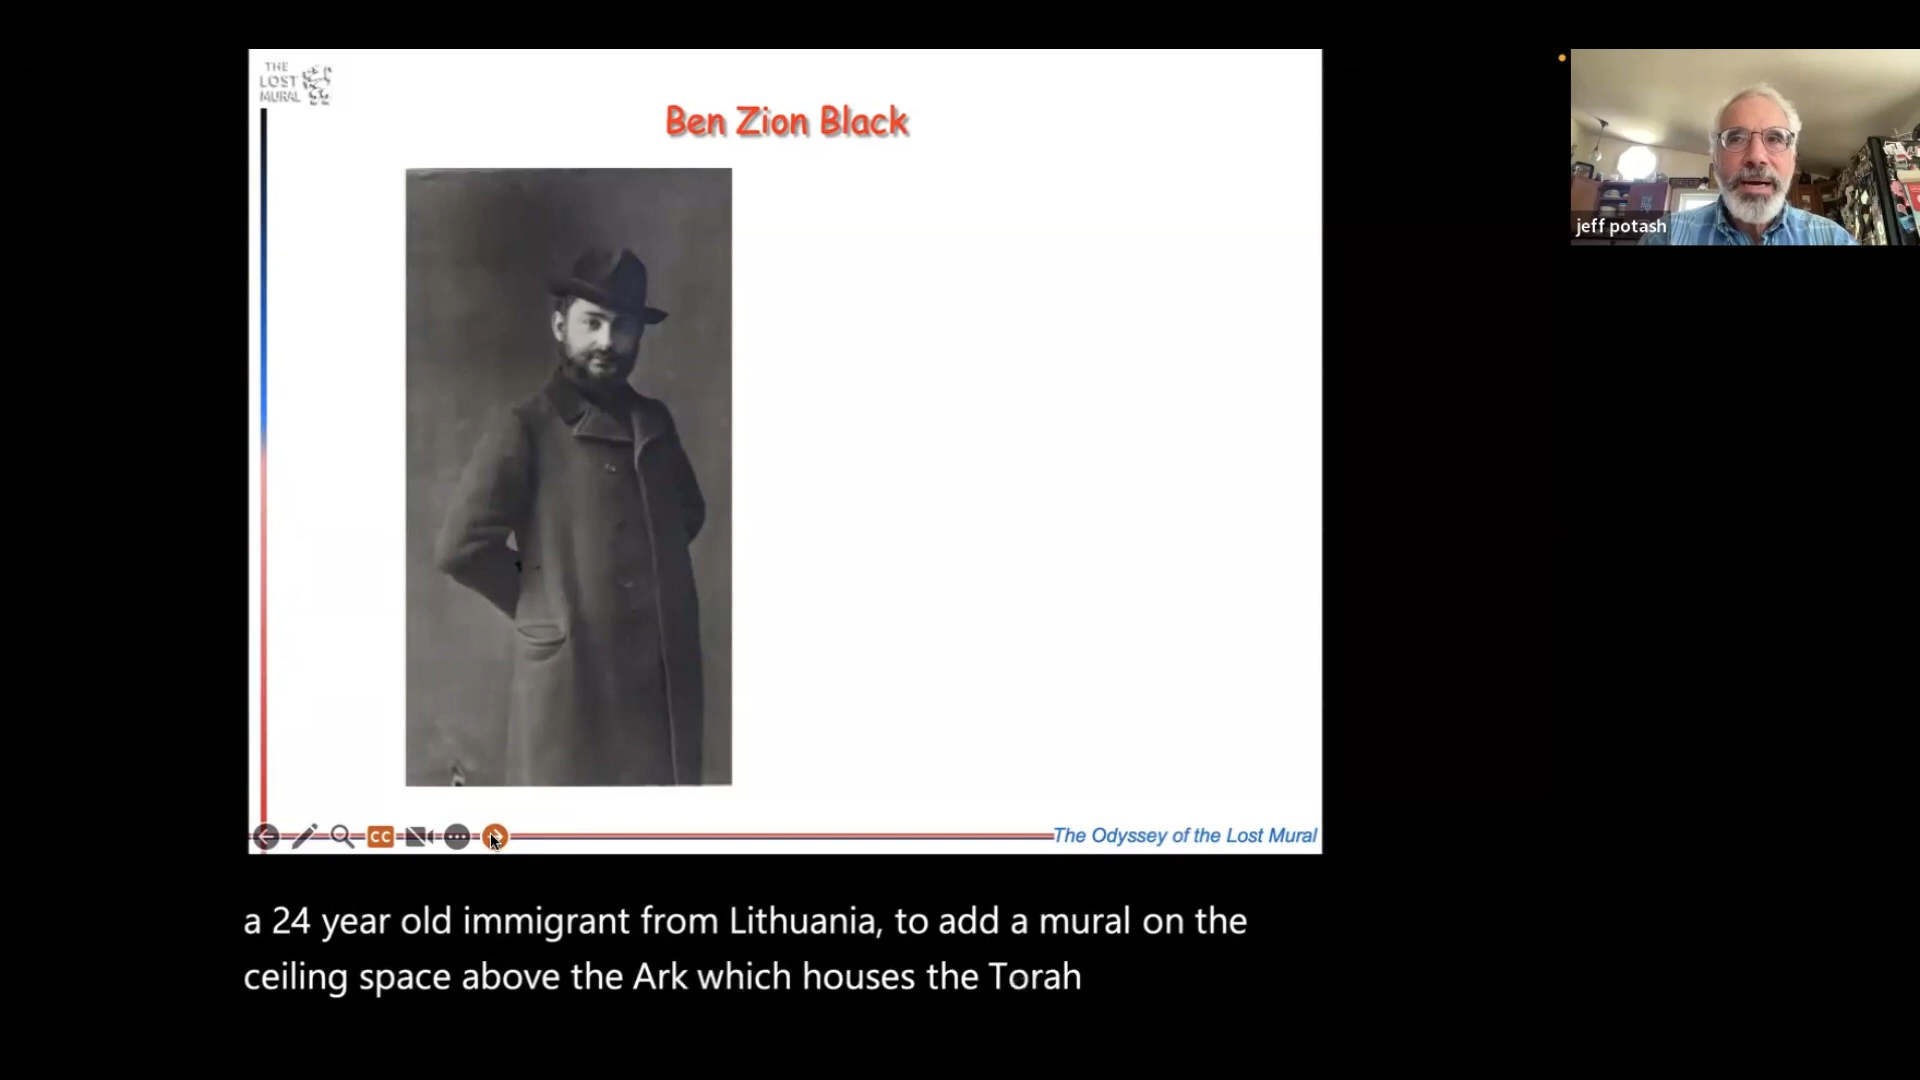 THE
LOST
MURAL
Ben Zion Black
jeff potash
CC
The Odyssey of the Lost Mural
a 24 year old immigrant from Lithuania, to add a mural on the
ceiling space above the Ark which houses the Torah